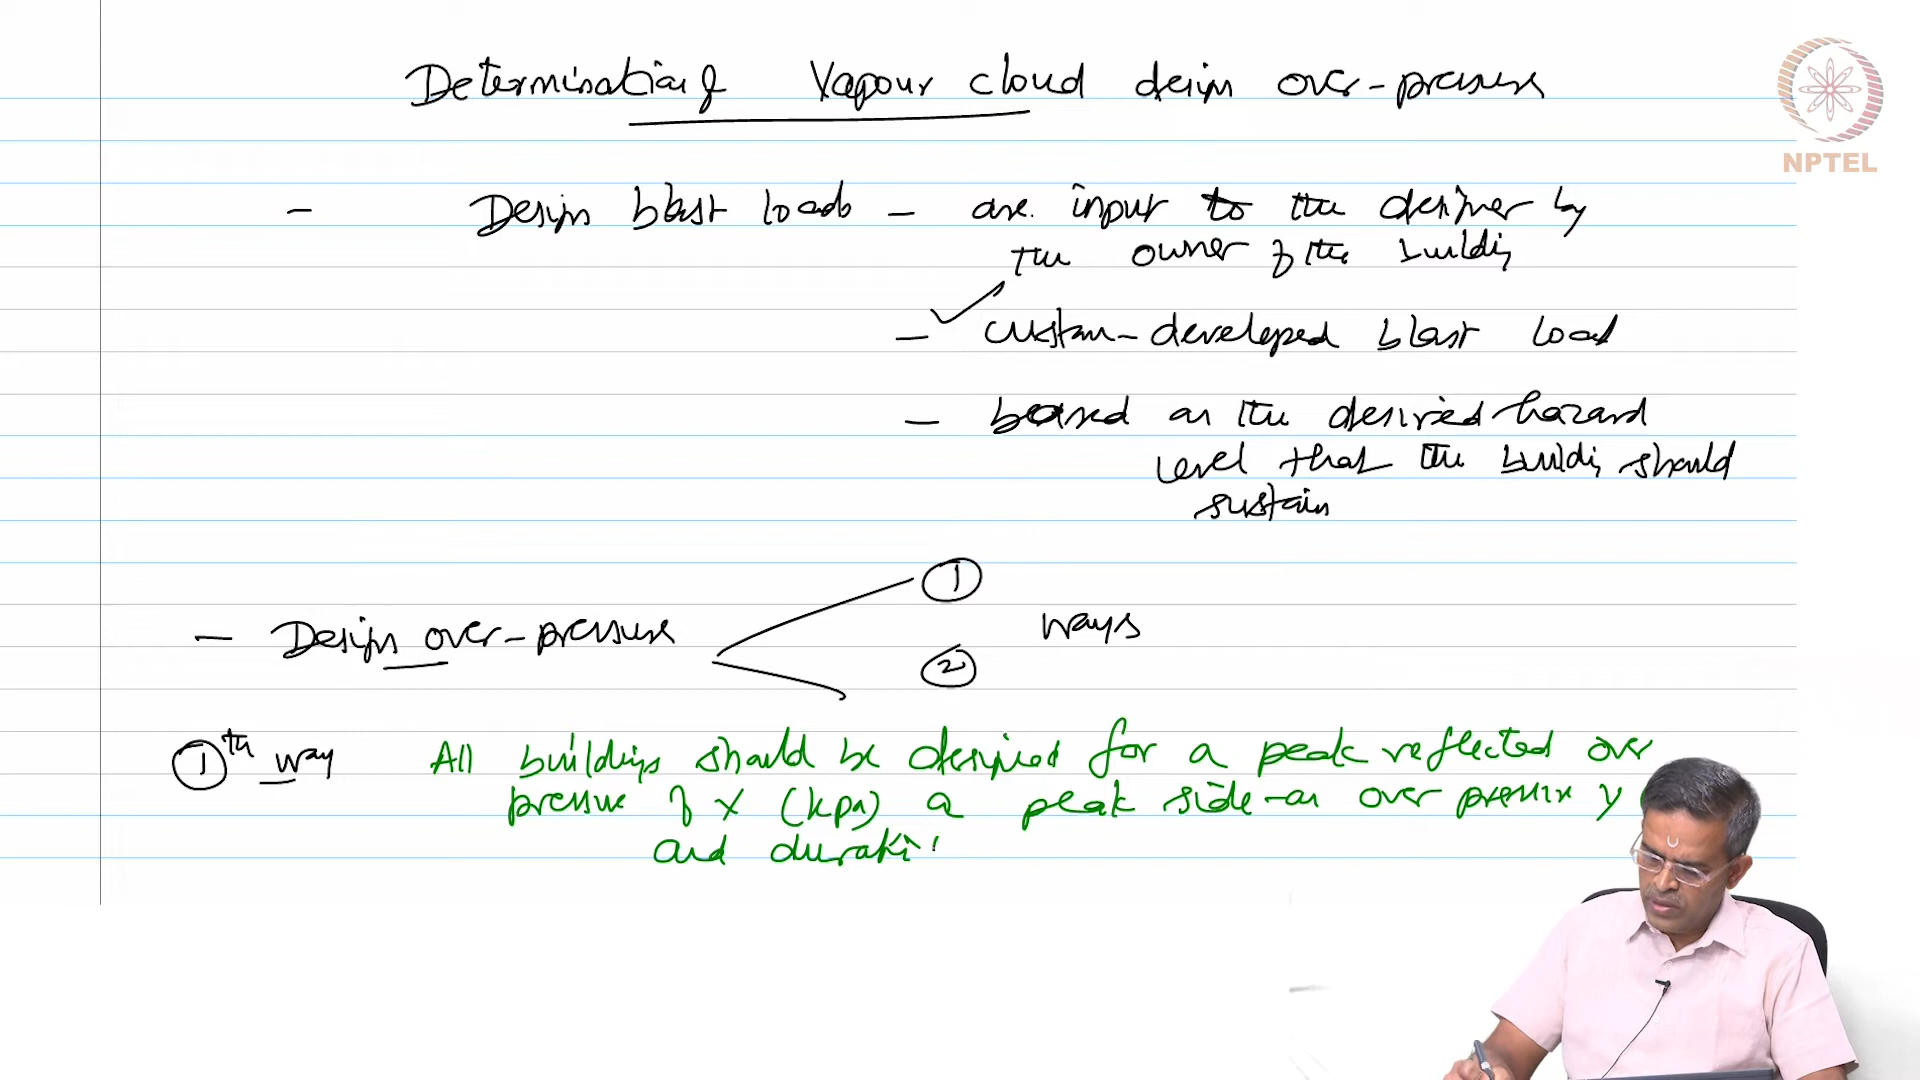 Determination of Vapour cloud design over-pressure
NPTEL
- Design blast loads - are input to the designer by
the owner of the building
- custom-developed blast load
- based on the desired hazard
level that the building should
sustain
①
- Design over-pressure ways
②
①th way All buildings should be designed for a peak reflected over
pressure of x (kpa) a peak side-on over pressure y
and durati